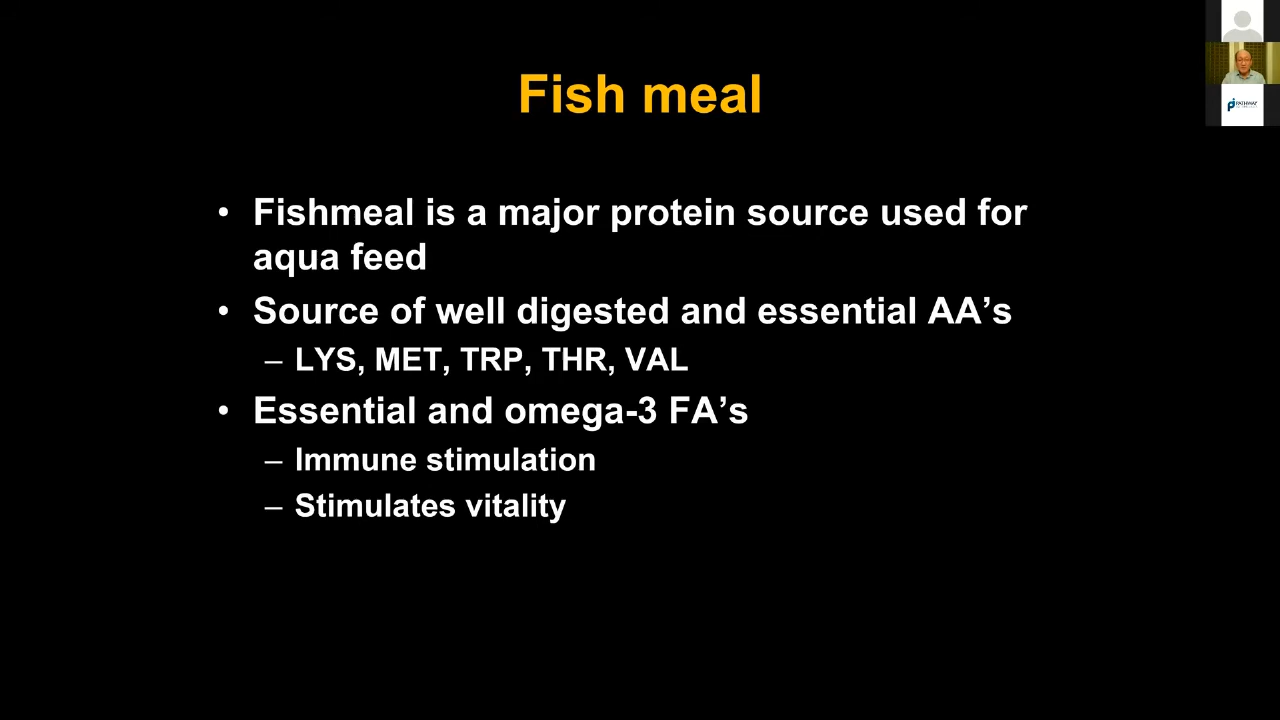 Fish meal
• Fishmeal is a major protein source used for
aqua feed
• Source of well digested and essential AA’s
– LYS, MET, TRP, THR, VAL
• Essential and omega-3 FA’s
– Immune stimulation
– Stimulates vitality
PATHWAY